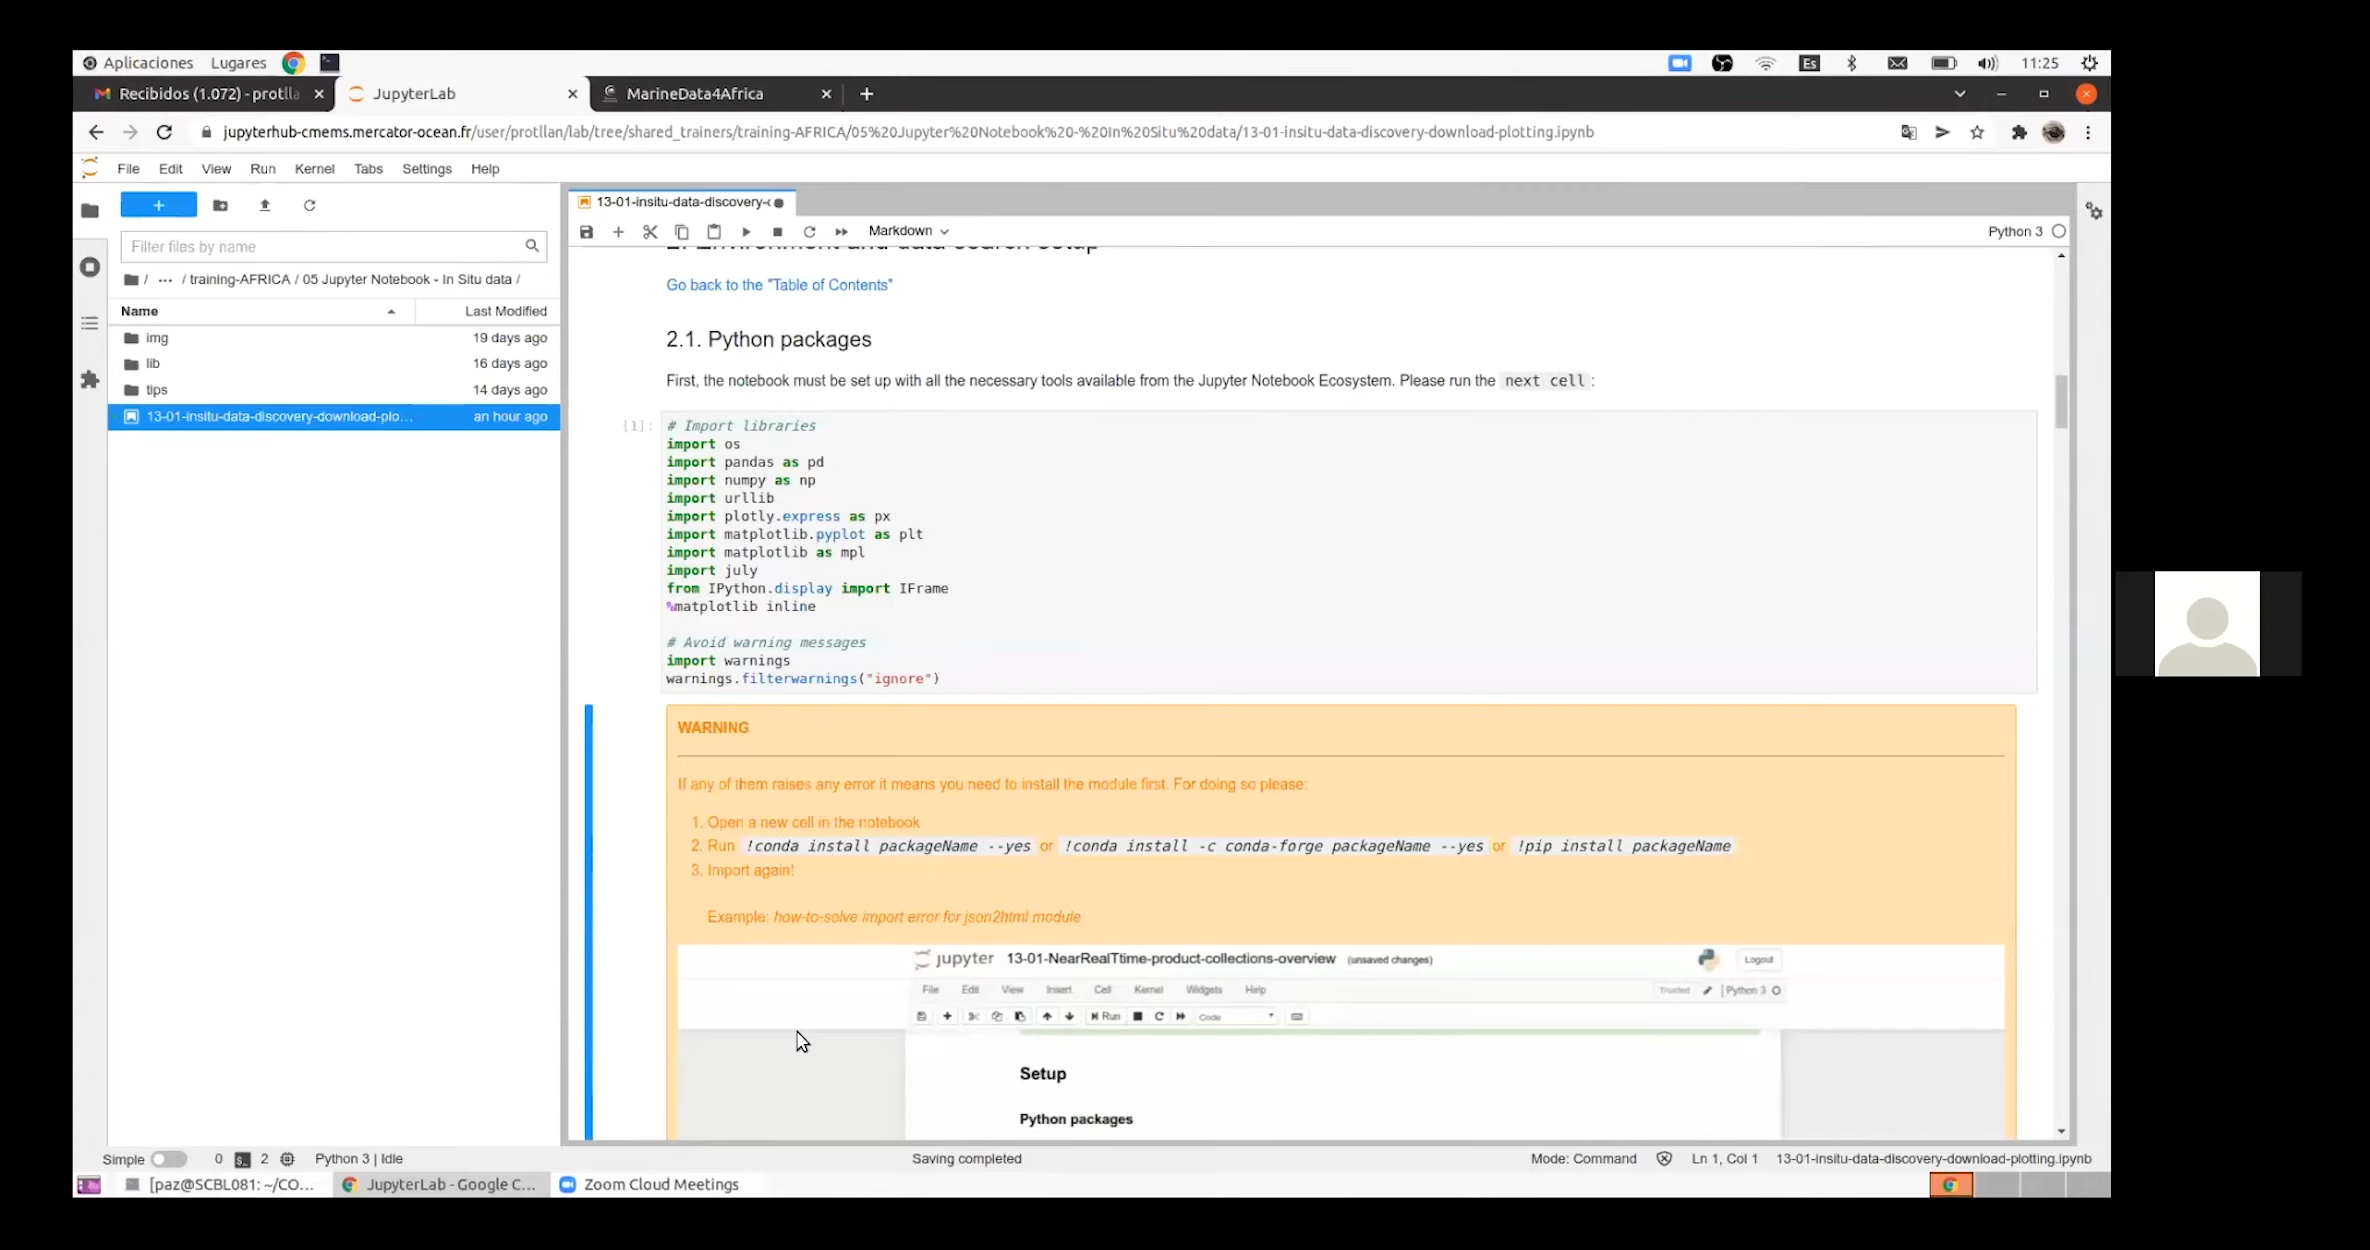 Aplicaciones Lugares Es 11:25
Recibidos (1.072) - protlla JupyterLab MarineData4Africa
jupyterhub-cmems.mercator-ocean.fr/user/protllan/lab/tree/shared_trainers/training-AFRICA/05%20Jupyter%20Notebook%20-%20In%20Situ%20data/13-01-insitu-data-discovery-download-plotting.ipynb
File Edit View Run Kernel Tabs Settings Help
Filter files by name
/ ... / training-AFRICA / 05 Jupyter Notebook - In Situ data /
Name Last Modified
img 19 days ago
lib 16 days ago
tips 14 days ago
13-01-insitu-data-discovery-download-plo... an hour ago
13-01-insitu-data-discovery-
Markdown Python 3
2. Environment and data search setup
Go back to the "Table of Contents"
2.1. Python packages
First, the notebook must be set up with all the necessary tools available from the Jupyter Notebook Ecosystem. Please run the next cell :
[1]: # Import libraries
import os
import pandas as pd
import numpy as np
import urllib
import plotly.express as px
import matplotlib.pyplot as plt
import matplotlib as mpl
import july
from IPython.display import IFrame
%matplotlib inline
# Avoid warning messages
import warnings
warnings.filterwarnings("ignore")
WARNING
If any of them raises any error it means you need to install the module first. For doing so please:
1. Open a new cell in the notebook
2. Run !conda install packageName --yes or !conda install -c conda-forge packageName --yes or !pip install packageName
3. Import again!
Example: how-to-solve import error for json2html module
jupyter 13-01-NearRealTtime-product-collections-overview (unsaved changes) Logout
File Edit View Insert Cell Kernel Widgets Help Trusted Python 3
Run Code
Setup
Python packages
Simple 0 2 Python 3 | Idle Saving completed Mode: Command Ln 1, Col 1 13-01-insitu-data-discovery-download-plotting.ipynb
[paz@SCBL081: ~/CO... JupyterLab - Google C... Zoom Cloud Meetings